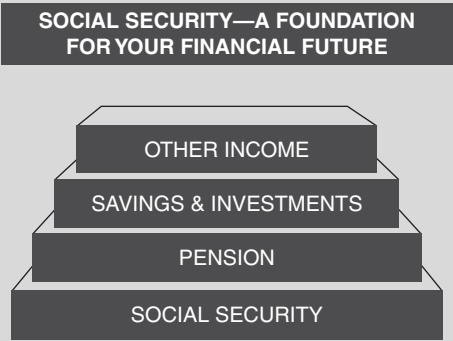 SOCIAL SECURITY—A FOUNDATION
FOR YOUR FINANCIAL FUTURE
OTHER INCOME
SAVINGS & INVESTMENTS
PENSION
SOCIAL SECURITY